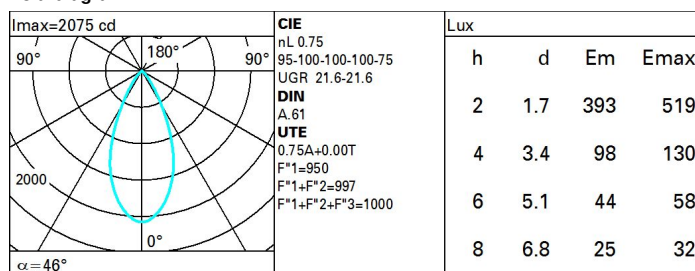 Imax=2075 cd
90°
180°
90°
2000
0°
α=46°
CIE
nL 0.75
95-100-100-100-75
UGR 21.6-21.6
DIN
A.61
UTE
0.75A+0.00T
F"1=950
F"1+F"2=997
F"1+F"2+F"3=1000
Lux
h d Em Emax
2 1.7 393 519
4 3.4 98 130
6 5.1 44 58
8 6.8 25 32